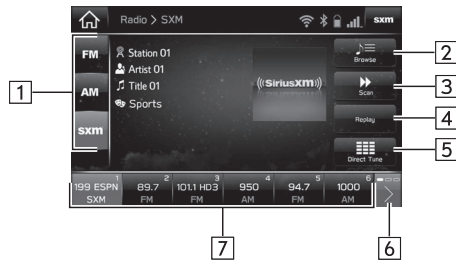 Radio > SXM
sxm
FM
Station 01
Artist 01
AM
Title 01
Sports
sxm
((SiriusXM))
Browse
Scan
Replay
Direct Tune
1
2
3
4
5
1 2 3 4 5 6
199 ESPN 89.7 101.1 HD3 950 94.7 1000
SXM FM FM AM FM AM
7
6